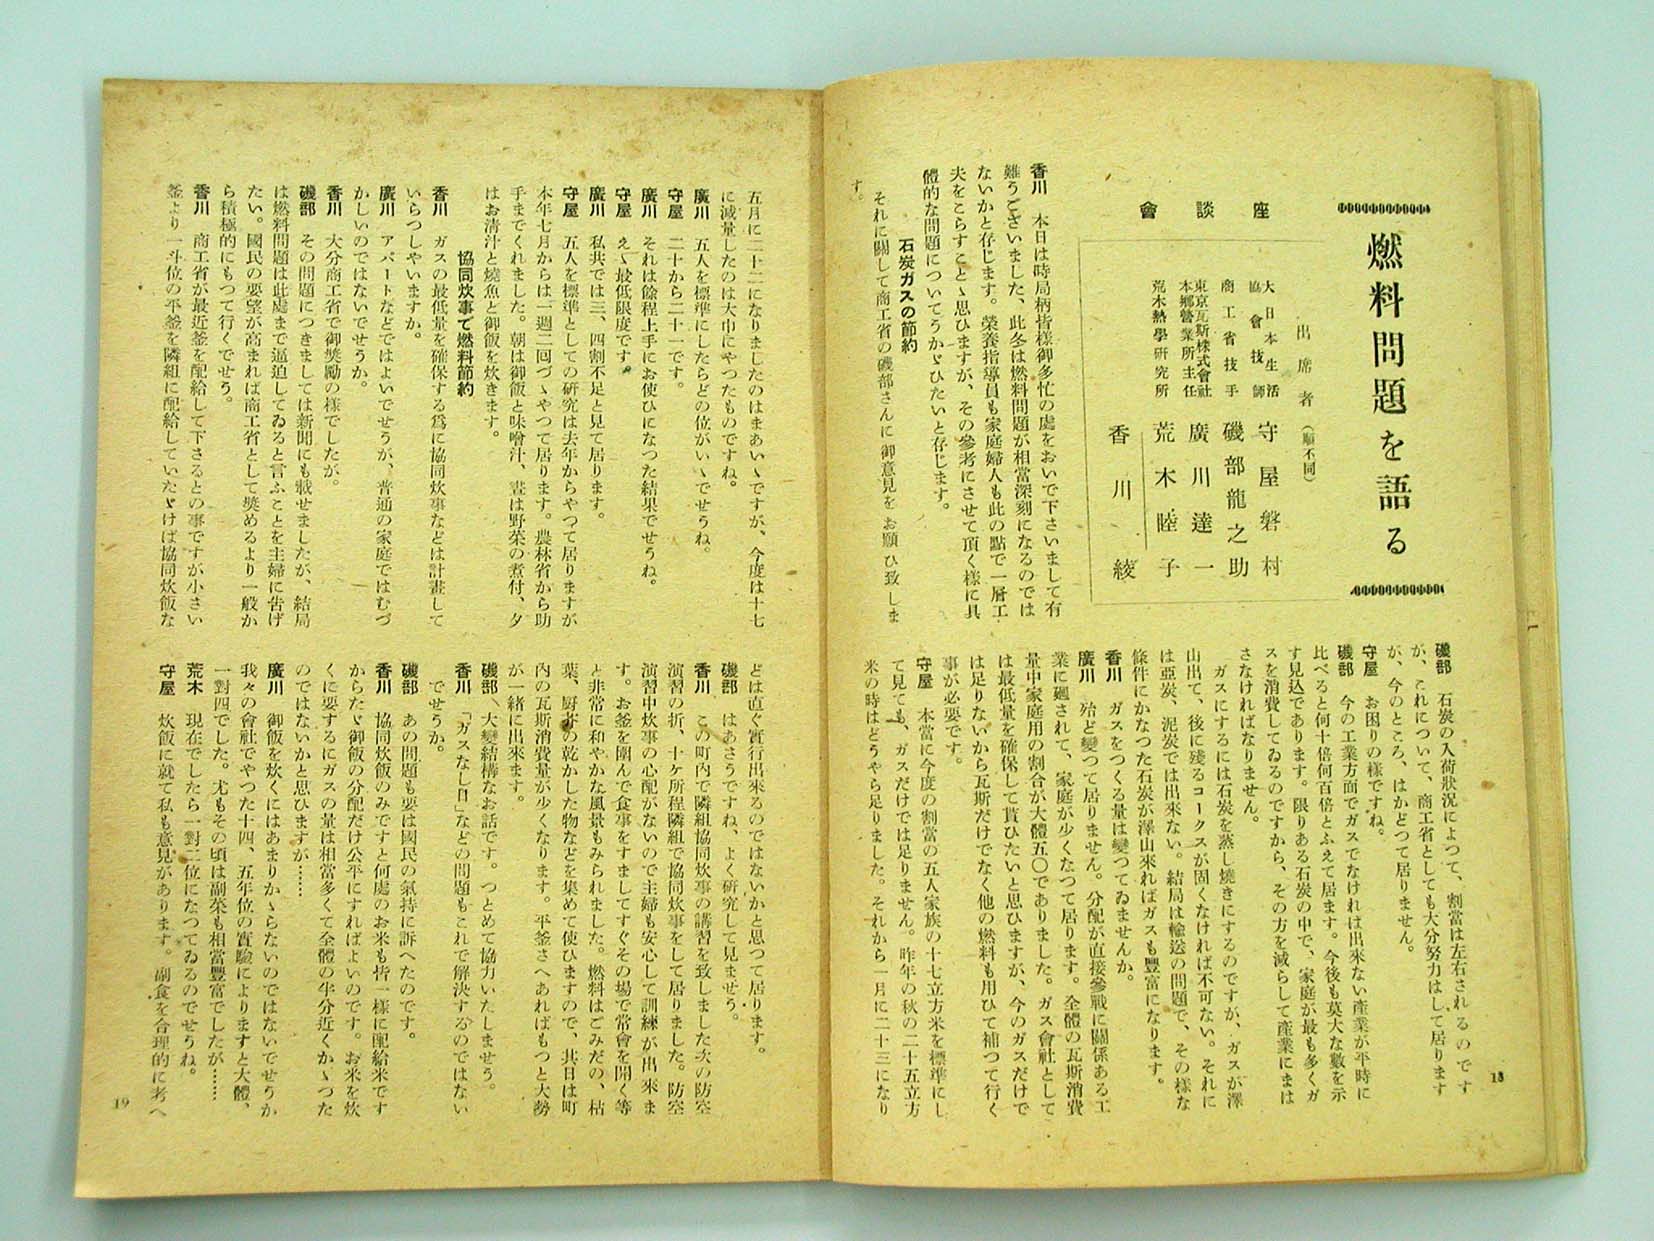 燃料問題を語る
座談會
出席者（順不同）
大日本生活協會技師 守屋磐村
商工省技手 磯部龍之助
東京瓦斯株式會社本鄕營業所主任 廣川達一
荒木熱學研究所 荒木睦子
香川綾
香川　本日は時局柄皆樣御多忙の處をおいで下さいまして有
難うございました、此冬は燃料問題が相當深刻になるのでは
ないかと存じます。榮養指導員も家庭婦人も此の點で一層工
夫をこらすことゝ思ひますが、その參考にさせて頂く樣に具
體的な問題についてうかゞひたいと存じます。
石炭ガスの節約
それに關して商工省の磯部さんに御意見をお願ひ致しま
す。
磯部　石炭の入荷狀況によつて、割當は左右されるのです
が、これについて、商工省としても大分努力はして居ります
が、今のところ、はかどつて居りません。
守屋　お困りの樣ですね。
磯部　今の工業方面でガスでなければ出來ない產業が平時に
比べると何十倍何百倍とふえて居ます。今後も莫大な數を示
す見込であります。限りある石炭の中で、家庭が最も多くガ
スを消費してゐるのですから、その方を減らして產業にまは
さなければなりません。
ガスにするには石炭を蒸し燒きにするのですが、ガスが澤
山出て、後に殘るコークスが固くなければ不可ない。それに
は亞炭、泥炭では出來ない。結局は輸送の問題で、その樣な
條件にかなつた石炭が澤山來ればガスも豐富になります。
香川　ガスをつくる量は變つてゐませんか。
廣川　殆ど變つて居りません。分配が直接參戰に關係ある工
業に廻されて、家庭が少くなつて居ります。全體の瓦斯消費
量中家庭用の割合が大體五〇でありました。ガス會社として
は最低量を確保して貰ひたいと思ひますが、今のガスだけで
は足りないから瓦斯だけでなく他の燃料も用ひて補つて行く
事が必要です。
守屋　本當に今度の割當の五人家族の十七立方米を標準にし
て見ても、ガスだけでは足りません。昨年の秋の二十五立方
米の時はどうやら足りました。それから一月に二十三になり
18
五月に二十二になりましたのはまあいゝですが、今度は十七
に減量したのは大巾にやつたものですね。
廣川　五人を標準にしたらどの位がいゝでせうね。
守屋　二十から二十一です。
廣川　それは餘程上手にお使ひになつた結果でせうね。
守屋　えゝ最低限度です。
廣川　私共では三、四割不足と見て居ります。
守屋　五人を標準としての研究は去年からやつて居りますが
本年七月からは一週二回づゝやつて居ります。農林省から助
手までくれました。朝は御飯と味噌汁、晝は野菜の煮付、夕
はお淸汁と燒魚と御飯を炊きます。
協同炊事で燃料節約
香川　ガスの最低量を確保する爲に協同炊事などは計畫して
いらつしやいますか。
廣川　アパートなどではよいでせうが、普通の家庭ではむづ
かしいのではないでせうか。
香川　大分商工省で御獎勵の樣でしたが。
磯部　その問題につきましては新聞にも載せましたが、結局
は燃料問題は此處まで逼迫してゐると言ふことを主婦に告げ
たい。國民の要望が高まれば商工省として奬めるより一般か
ら積極的にもつて行くでせう。
香川　商工省が最近釜を配給して下さるとの事ですが小さい
釜より一斗位の平釜を隣組に配給していたゞけば協同炊飯な
どは直ぐ實行出來るのではないかと思つて居ります。
磯部　はあさうですね、よく硏究して見ませう。
香川　この町內で隣組協同炊事の講習を致しました次の防空
演習の折、十ヶ所程隣組で協同炊事をして居りました。防空
演習中炊事の心配がないので主婦も安心して訓練が出來ま
す。お釜を圍んで食事をすましてすぐその場で常會を開く等
と非常に和やかな風景もみられました。燃料はごみだの、枯
葉、厨芥の乾かした物などを集めて使ひますので、共日は町
內の瓦斯消費量が少くなります。平釜さへあればもつと大勢
が一緒に出來ます。
磯部　大變結構なお話です。つとめて協力いたしませう。
香川　「ガスなし日」などの問題もこれで解決するのではない
でせうか。
磯部　あの問題も要は國民の氣持に訴へたのです。
香川　協同炊飯のみですと何處のお米も皆一樣に配給米です
からたゞ御飯の分配だけ公平にすればよいのです。お米を炊
くに要するにガスの量は相當多くて全體の半分近くかゝつた
のではないかと思ひますが……
廣川　御飯を炊くにはあまりかゝらないのではないでせうか
我々の會社でやつた十四、五年位の實驗によりますと大體、
一對四でした。尤もその頃は副菜も相當豐富でしたが……
荒木　現在でしたら一對二位になつてゐるのでせうね。
守屋　炊飯に就て私も意見があります。副食を合理的に考へ
19